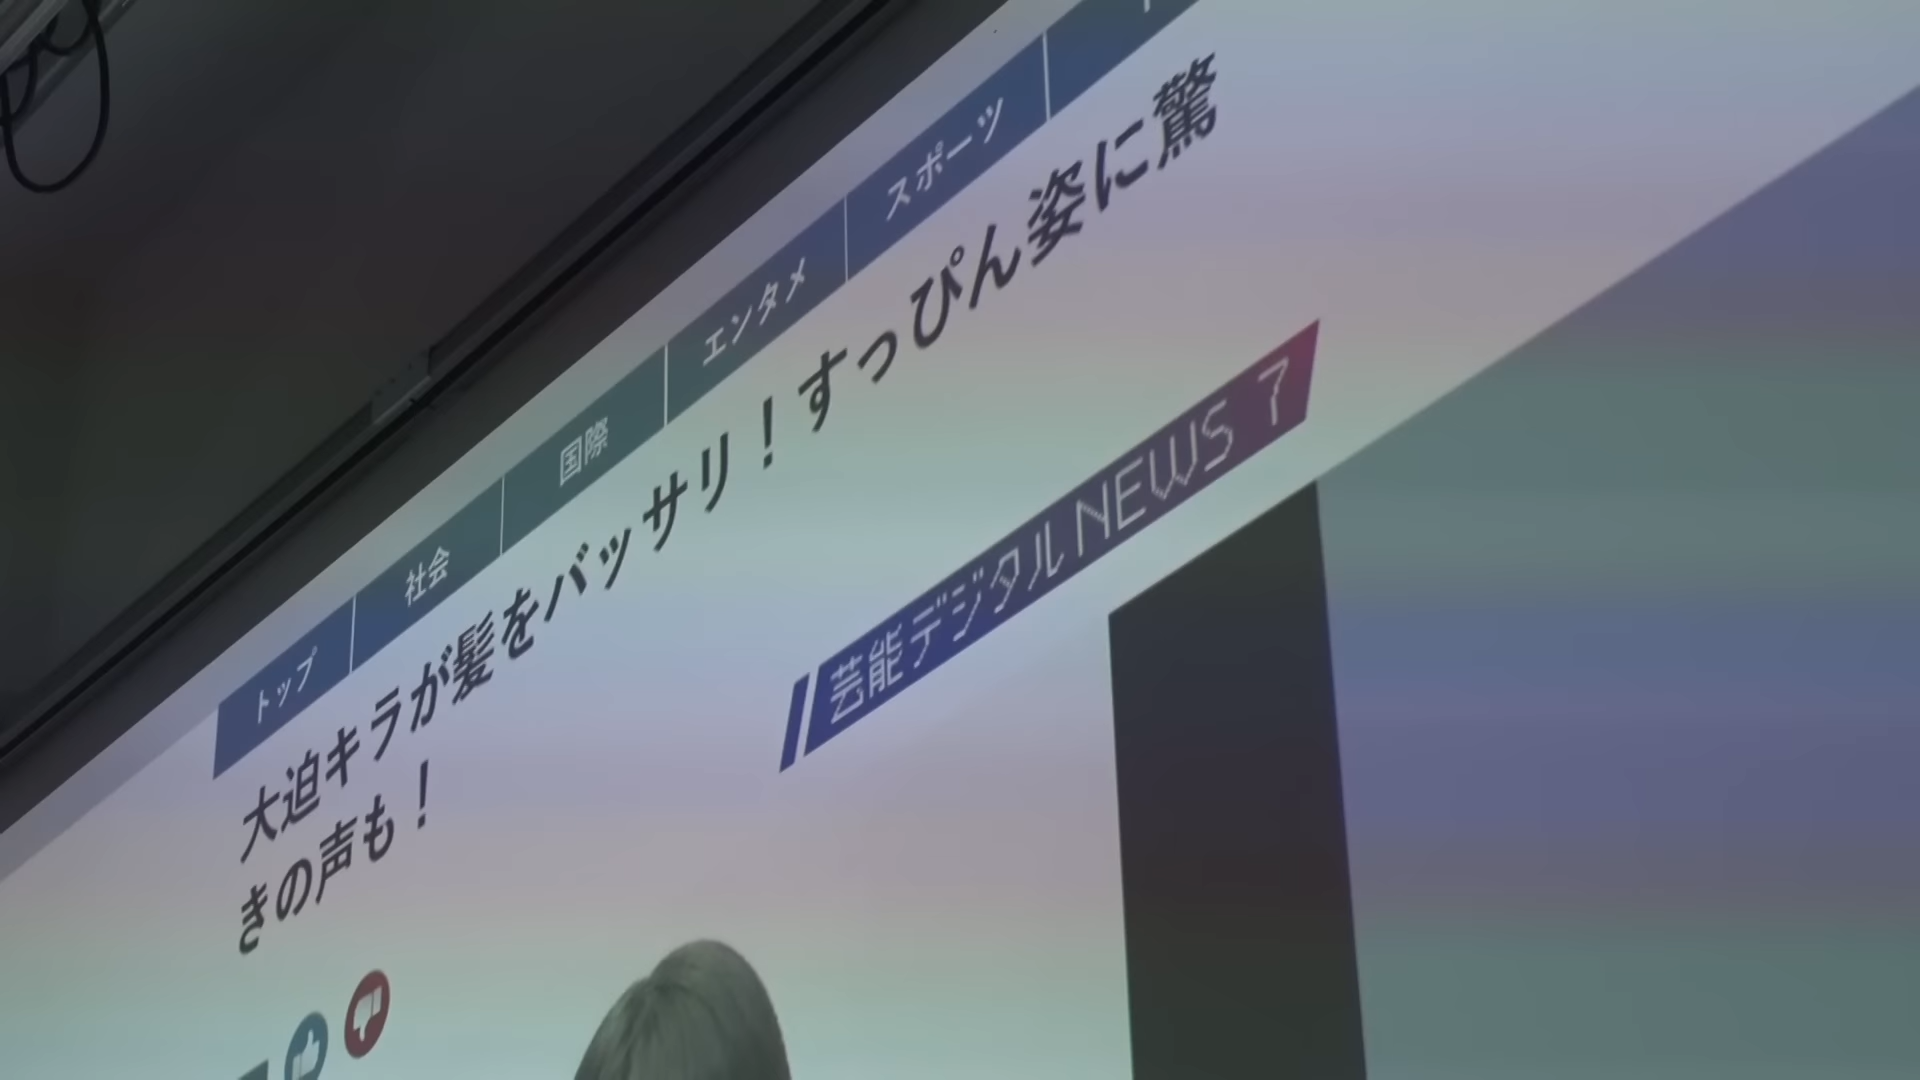 トップ
社会
国際
エンタメ
スポーツ
大迫キラが髪をバッサリ！すっぴん姿に驚
きの声も！
芸能デジタルNEWS 7